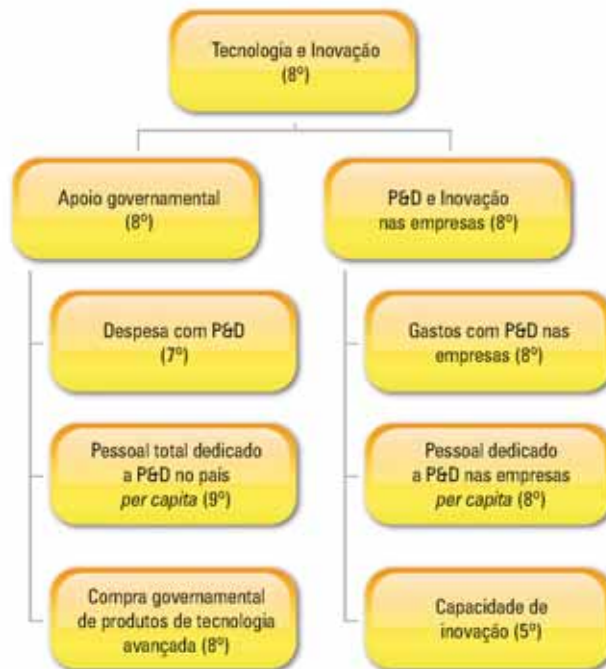 Tecnologia e Inovação
(8º)
Apoio governamental
(8º)
P&D e Inovação
nas empresas (8º)
Despesa com P&D
(7º)
Pessoal total dedicado
a P&D no país
per capita (9º)
Compra governamental
de produtos de tecnologia
avançada (8º)
Gastos com P&D nas
empresas (8º)
Pessoal dedicado
a P&D nas empresas
per capita (8º)
Capacidade de
inovação (5º)